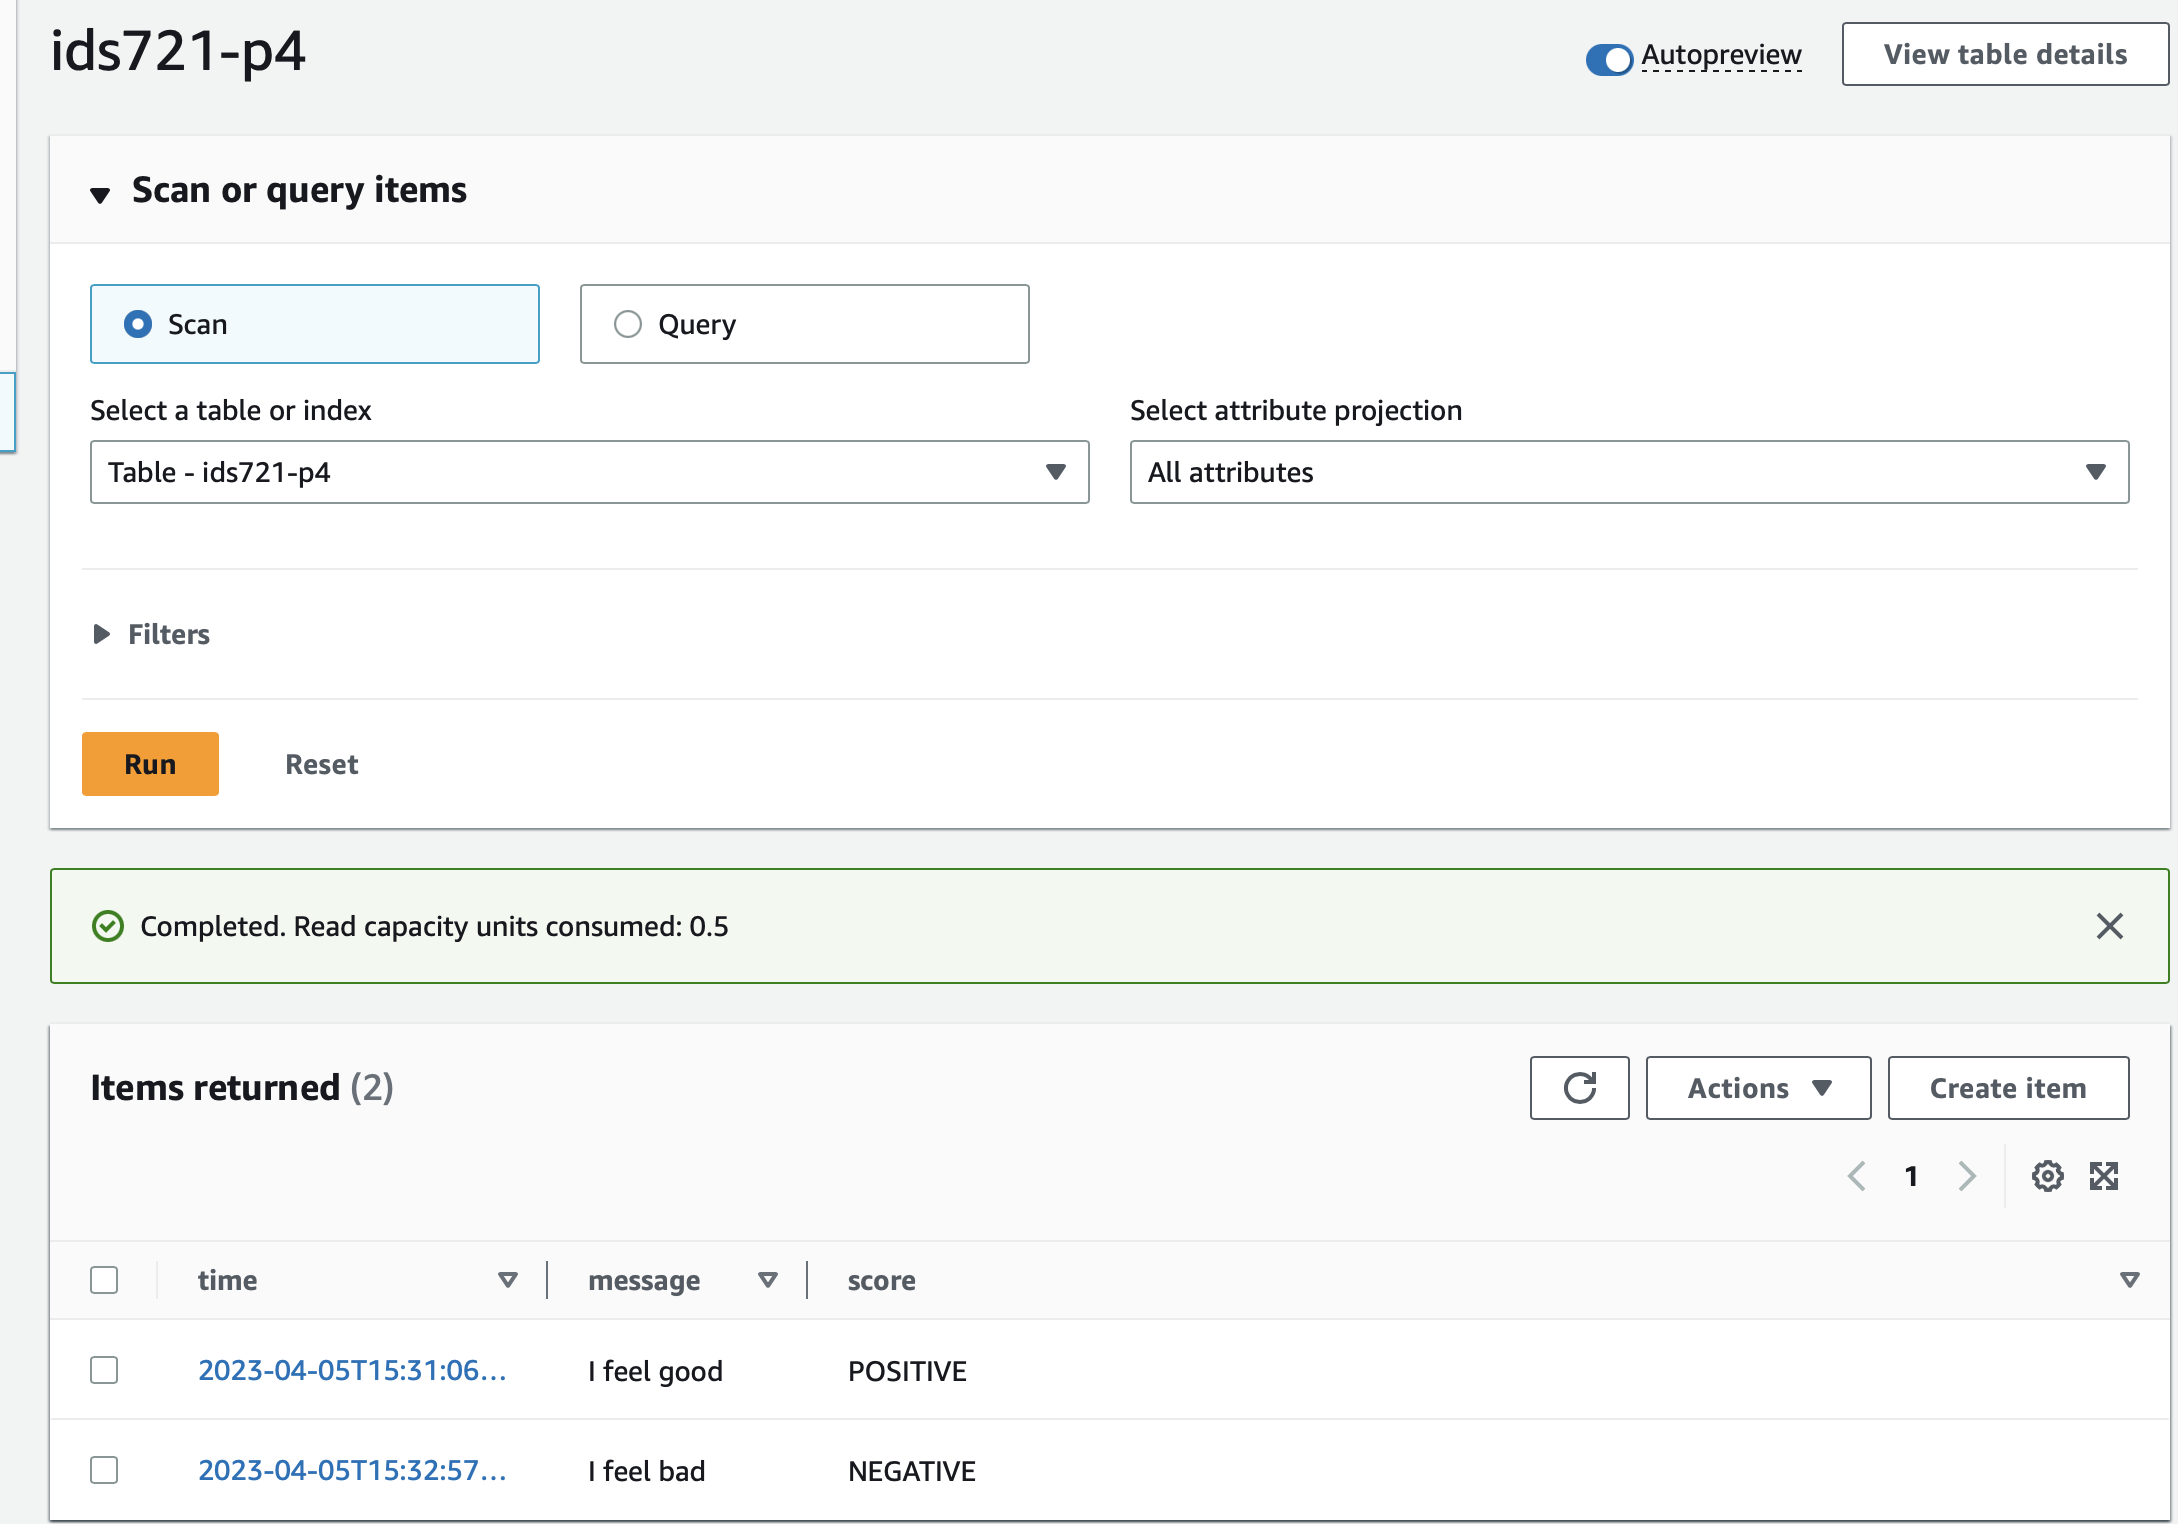 ids721-p4
Autopreview
View table details
Scan or query items
Scan
Query
Select a table or index
Select attribute projection
Table - ids721-p4
All attributes
Filters
Run
Reset
Completed. Read capacity units consumed: 0.5
Items returned (2)
Actions
Create item
1
time message score
2023-04-05T15:31:06... I feel good POSITIVE
2023-04-05T15:32:57... I feel bad NEGATIVE